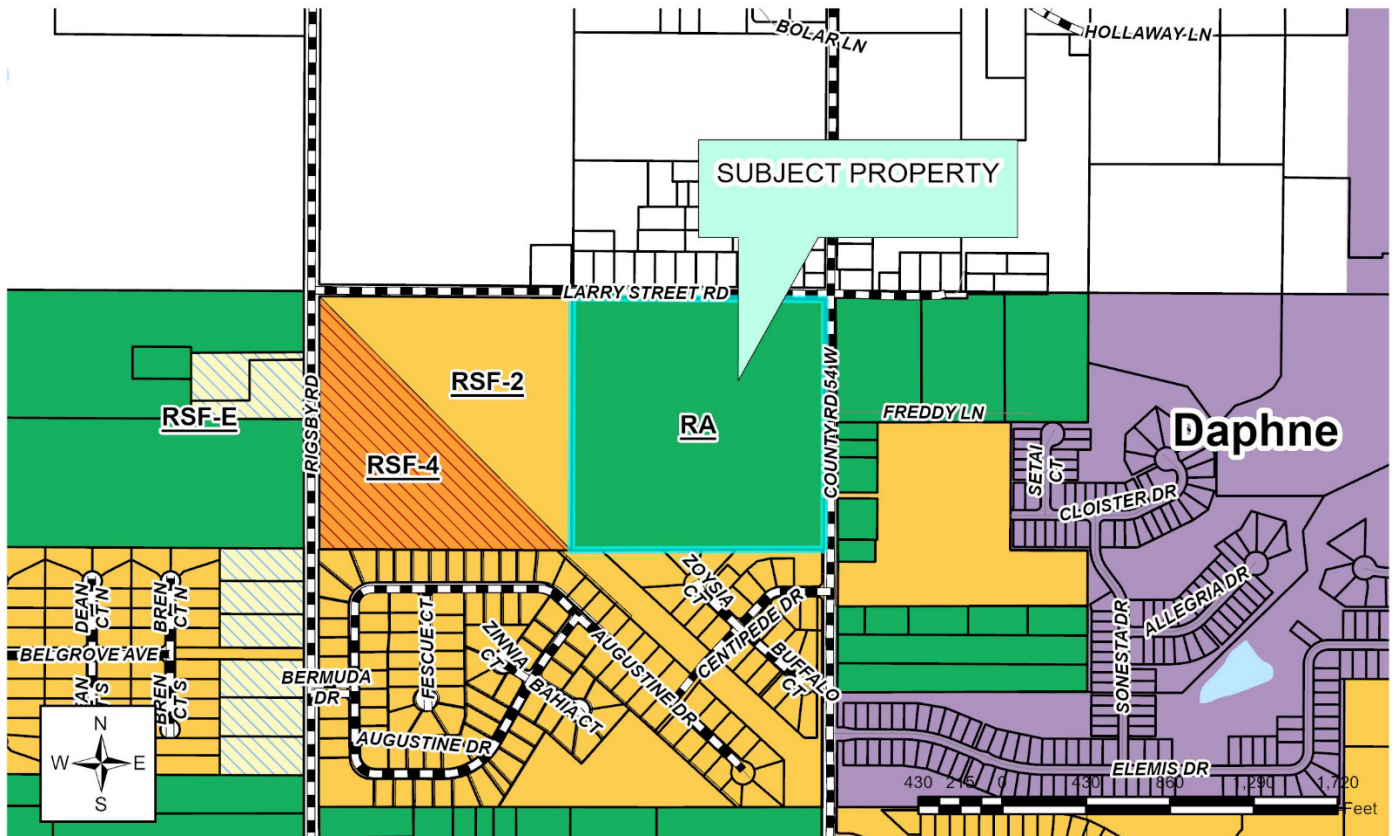 BOLAR LN
HOLLAWAY LN
SUBJECT PROPERTY
LARRY STREET RD
RSF-2
RSF-E
RSF-4
RA
RIGSBY RD
COUNTY RD 54 W
FREDDY LN
Daphne
SETAI
CT
CLOISTER DR
DEAN
CT N
BREN
CT N
ZOYSIA
CT
CENTIPEDE DR
ALLEGRIA DR
BELGROVE AVE
FESCUE CT
ZINNIA
CT
AUGUSTINE DR
BUFFALO
CT
BERMUDA
DR
BAHIA CT
SONESTA DR
CT S
BREN
CT S
AUGUSTINE DR
ELEMIS DR
N
W E
S
430 215 0 430 860 1,290 1,720
Feet